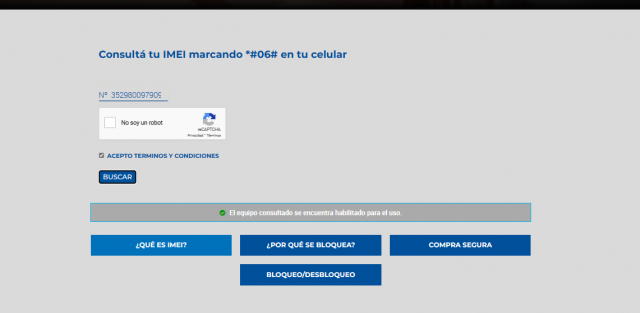 Consultá tu IMEI marcando *#06# en tu celular
Nº 352980097909
No soy un robot
reCAPTCHA
Privacidad - Términos
ACEPTO TERMINOS Y CONDICIONES
BUSCAR
El equipo consultado se encuentra habilitado para el uso.
¿QUÉ ES IMEI?
¿POR QUÉ SE BLOQUEA?
COMPRA SEGURA
BLOQUEO/DESBLOQUEO